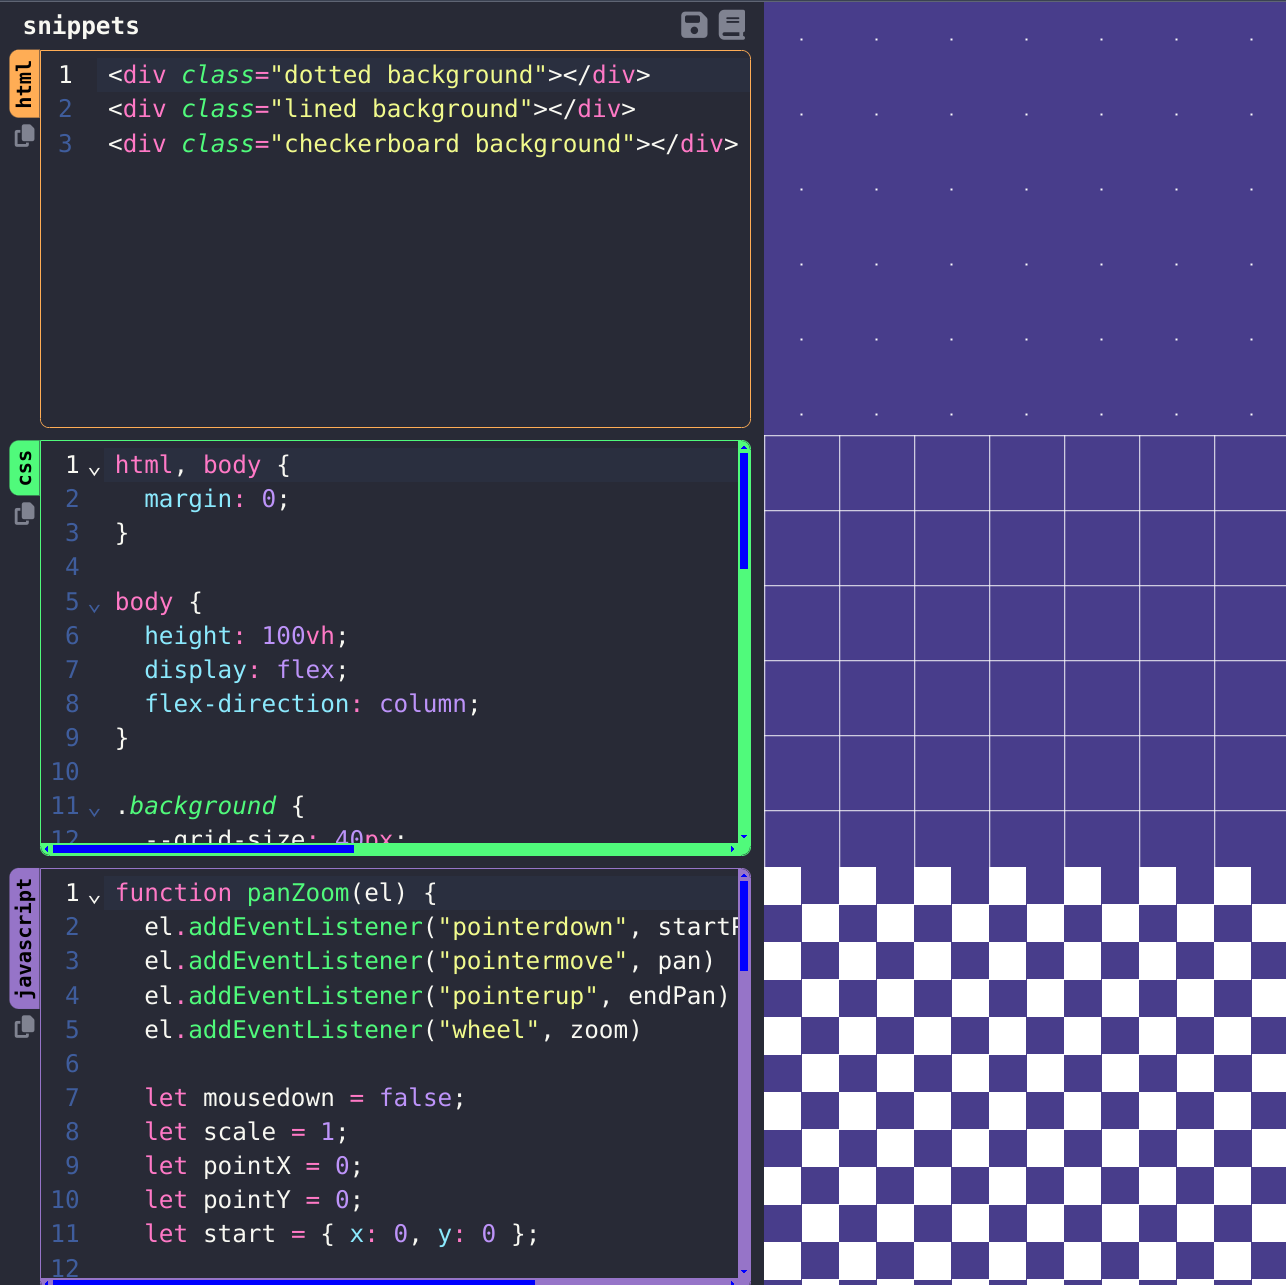 snippets
html
1 <div class="dotted background"></div>
2 <div class="lined background"></div>
3 <div class="checkerboard background"></div>
css
1 html, body {
2 margin: 0;
3 }
4
5 body {
6 height: 100vh;
7 display: flex;
8 flex-direction: column;
9 }
10
11 .background {
12 --grid-size: 40px;
javascript
1 function panZoom(el) {
2 el.addEventListener("pointerdown", startP
3 el.addEventListener("pointermove", pan)
4 el.addEventListener("pointerup", endPan)
5 el.addEventListener("wheel", zoom)
6
7 let mousedown = false;
8 let scale = 1;
9 let pointX = 0;
10 let pointY = 0;
11 let start = { x: 0, y: 0 };
12